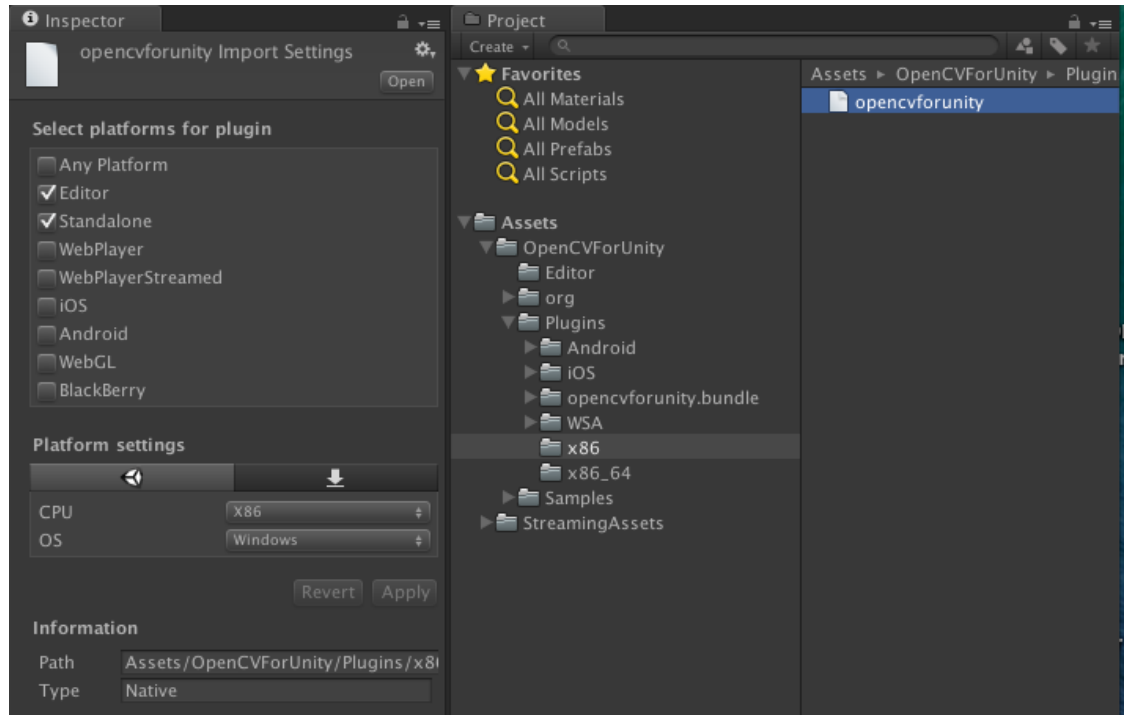 Inspector
opencvforunity Import Settings
Open
Select platforms for plugin
Any Platform
Editor
Standalone
WebPlayer
WebPlayerStreamed
iOS
Android
WebGL
BlackBerry
Platform settings
CPU X86
OS Windows
Revert Apply
Information
Path Assets/OpenCVForUnity/Plugins/x8
Type Native
Project
Create
Favorites
All Materials
All Models
All Prefabs
All Scripts
Assets
OpenCVForUnity
Editor
org
Plugins
Android
iOS
opencvforunity.bundle
WSA
x86
x86_64
Samples
StreamingAssets
Assets ▸ OpenCVForUnity ▸ Plugin
opencvforunity